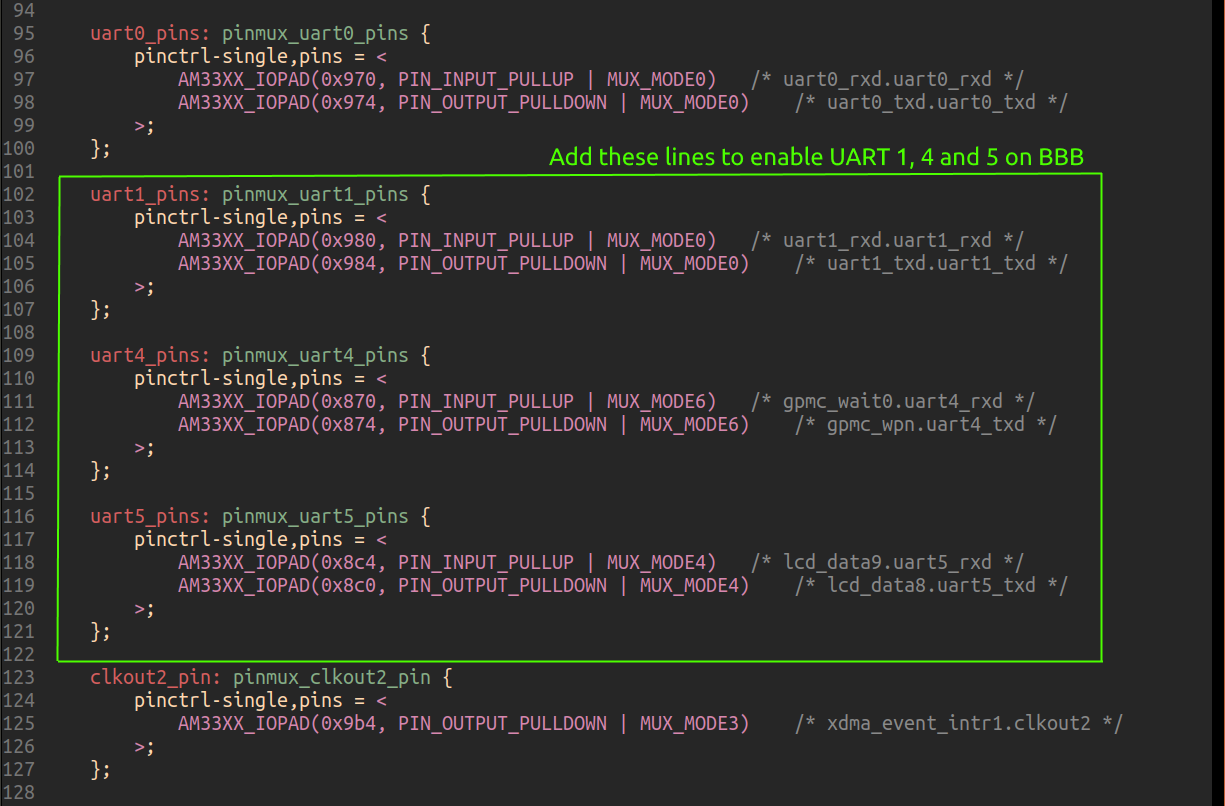 94
95 uart0_pins: pinmux_uart0_pins {
96 pinctrl-single,pins = <
97 AM33XX_IOPAD(0x970, PIN_INPUT_PULLUP | MUX_MODE0) /* uart0_rxd.uart0_rxd */
98 AM33XX_IOPAD(0x974, PIN_OUTPUT_PULLDOWN | MUX_MODE0) /* uart0_txd.uart0_txd */
99 >;
100 };
Add these lines to enable UART 1, 4 and 5 on BBB
101
102 uart1_pins: pinmux_uart1_pins {
103 pinctrl-single,pins = <
104 AM33XX_IOPAD(0x980, PIN_INPUT_PULLUP | MUX_MODE0) /* uart1_rxd.uart1_rxd */
105 AM33XX_IOPAD(0x984, PIN_OUTPUT_PULLDOWN | MUX_MODE0) /* uart1_txd.uart1_txd */
106 >;
107 };
108
109 uart4_pins: pinmux_uart4_pins {
110 pinctrl-single,pins = <
111 AM33XX_IOPAD(0x870, PIN_INPUT_PULLUP | MUX_MODE6) /* gpmc_wait0.uart4_rxd */
112 AM33XX_IOPAD(0x874, PIN_OUTPUT_PULLDOWN | MUX_MODE6) /* gpmc_wpn.uart4_txd */
113 >;
114 };
115
116 uart5_pins: pinmux_uart5_pins {
117 pinctrl-single,pins = <
118 AM33XX_IOPAD(0x8c4, PIN_INPUT_PULLUP | MUX_MODE4) /* lcd_data9.uart5_rxd */
119 AM33XX_IOPAD(0x8c0, PIN_OUTPUT_PULLDOWN | MUX_MODE4) /* lcd_data8.uart5_txd */
120 >;
121 };
122
123 clkout2_pin: pinmux_clkout2_pin {
124 pinctrl-single,pins = <
125 AM33XX_IOPAD(0x9b4, PIN_OUTPUT_PULLDOWN | MUX_MODE3) /* xdma_event_intr1.clkout2 */
126 >;
127 };
128